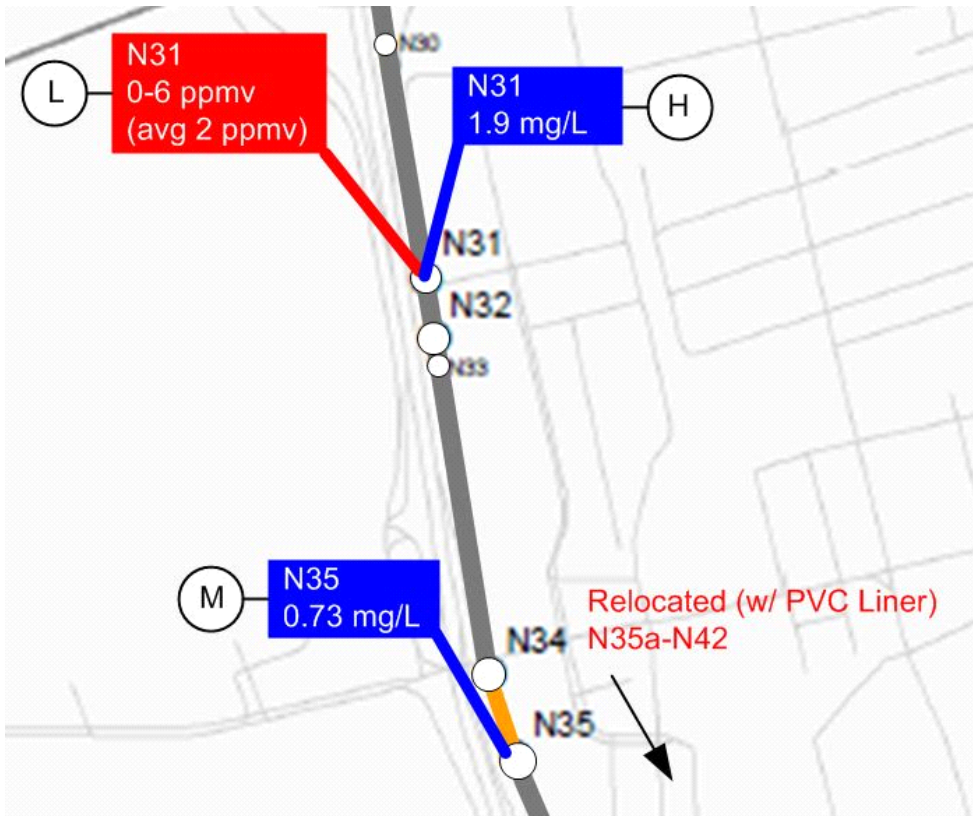 N30
N31
0-6 ppmv
(avg 2 ppmv)
L
N31
1.9 mg/L
H
N31
N32
N33
N35
0.73 mg/L
M
Relocated (w/ PVC Liner)
N35a-N42
N34
N35